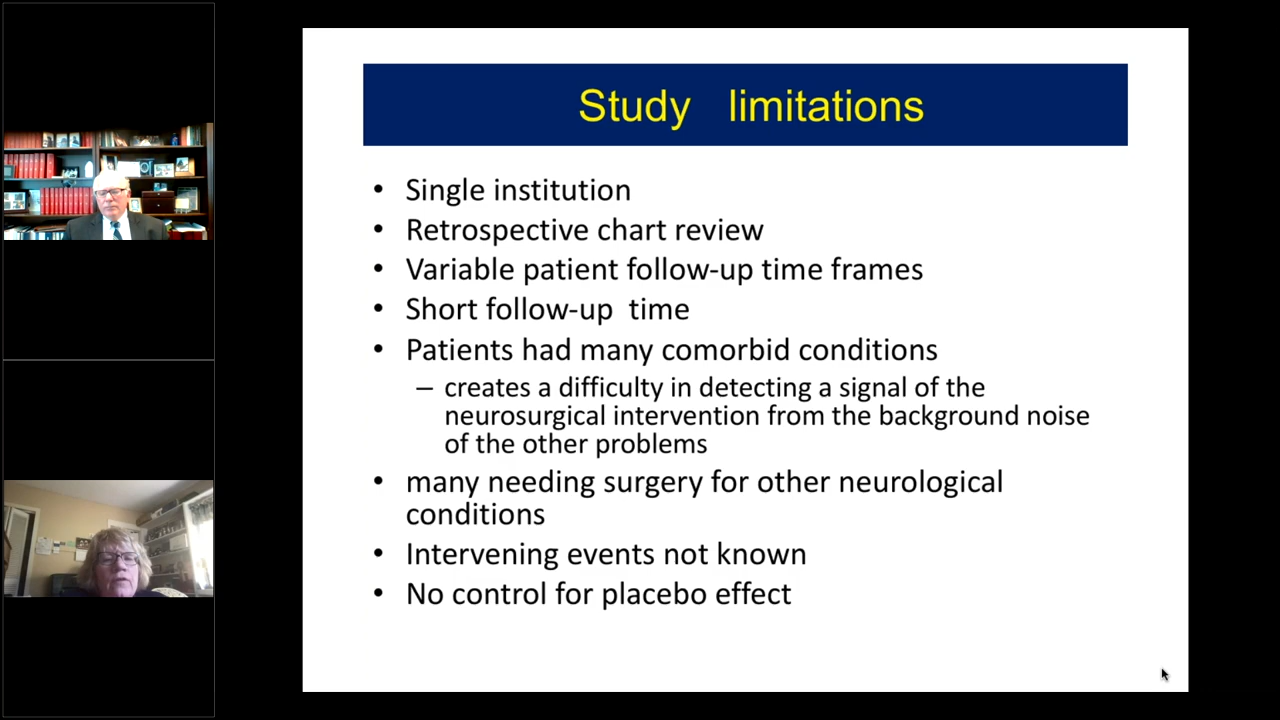 Study limitations
• Single institution
• Retrospective chart review
• Variable patient follow-up time frames
• Short follow-up time
• Patients had many comorbid conditions
– creates a difficulty in detecting a signal of the
neurosurgical intervention from the background noise
of the other problems
• many needing surgery for other neurological
conditions
• Intervening events not known
• No control for placebo effect